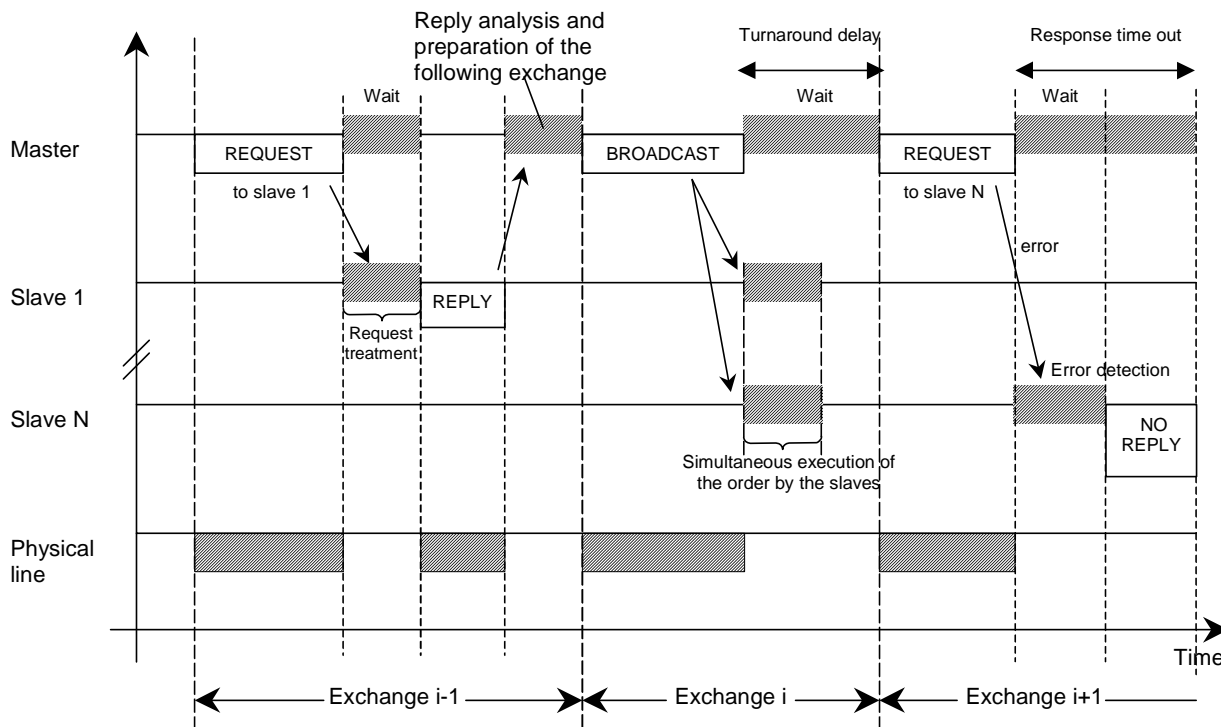 Reply analysis and
preparation of the
following exchange
Turnaround delay
Response time out
Wait
Wait
Wait
Master
REQUEST
BROADCAST
REQUEST
to slave 1
to slave N
error
Slave 1
REPLY
Request
treatment
Error detection
Slave N
NO
REPLY
Simultaneous execution of
the order by the slaves
Physical
line
Time
Exchange i-1
Exchange i
Exchange i+1